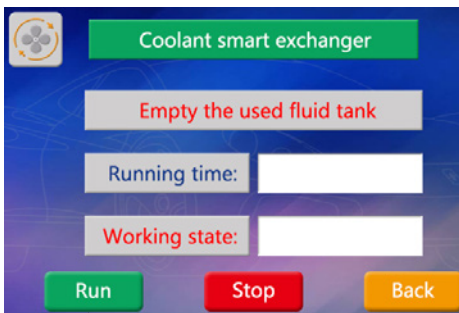 Coolant smart exchanger
Empty the used fluid tank
Running time:
Working state:
Run Stop Back